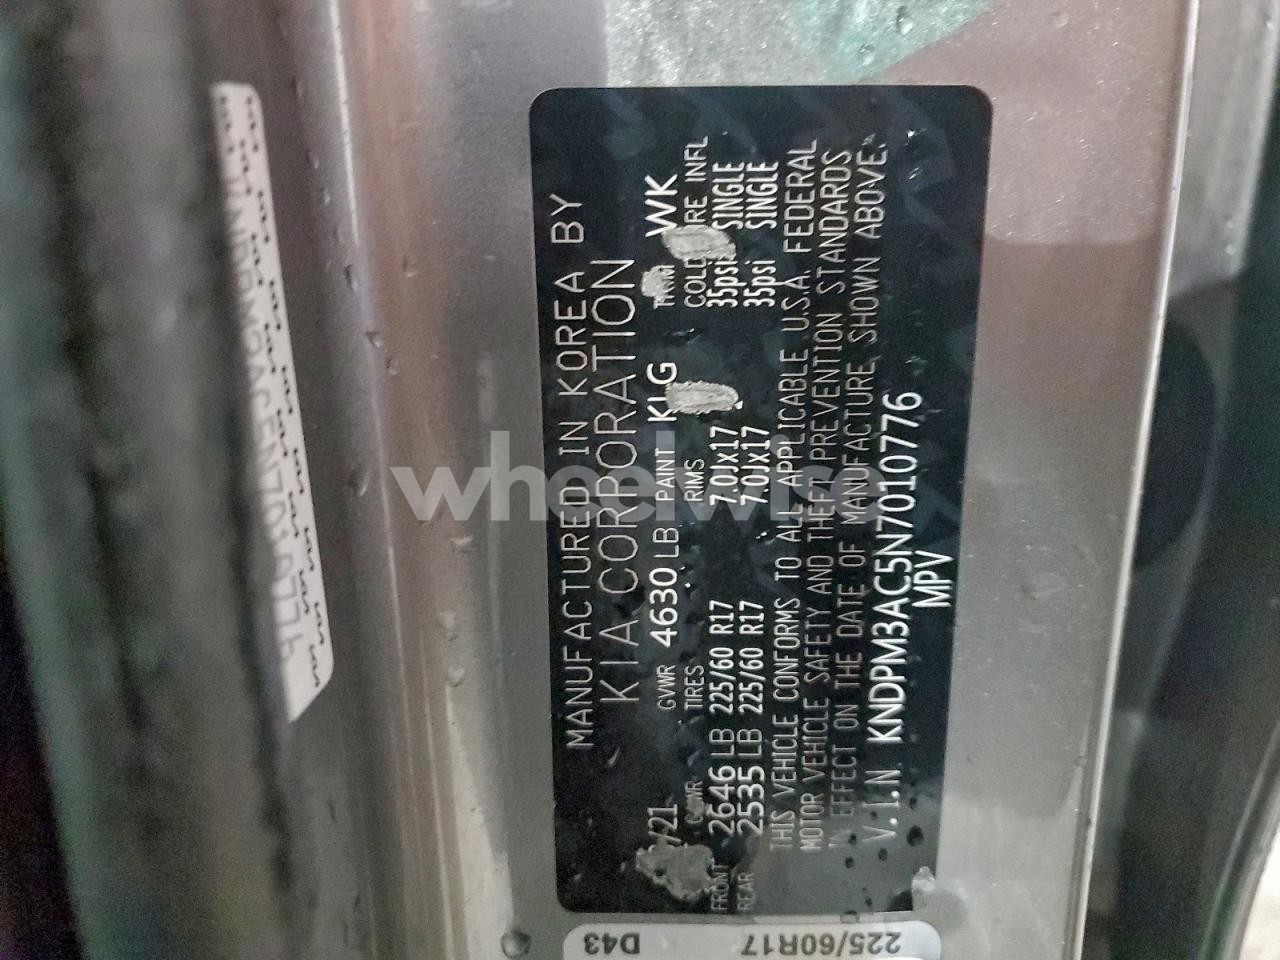 MANUFACTURED IN KOREA BY
KIA CORPORATION
/21 GVWR 4630 LB PAINT KLG TRIM WK
GAWR TIRES RIMS COLD INFL
FRONT 2646 LB 225/60 R17 7.0Jx17 35psi SINGLE
REAR 2535 LB 225/60 R17 7.0Jx17 35psi SINGLE
THIS VEHICLE CONFORMS TO ALL APPLICABLE U.S.A. FEDERAL
MOTOR VEHICLE SAFETY AND THEFT PREVENTION STANDARDS
IN EFFECT ON THE DATE OF MANUFACTURE SHOWN ABOVE.
V.I.N. KNDPM3AC5N7010776
MPV
D43
225/60R17
wheelwise